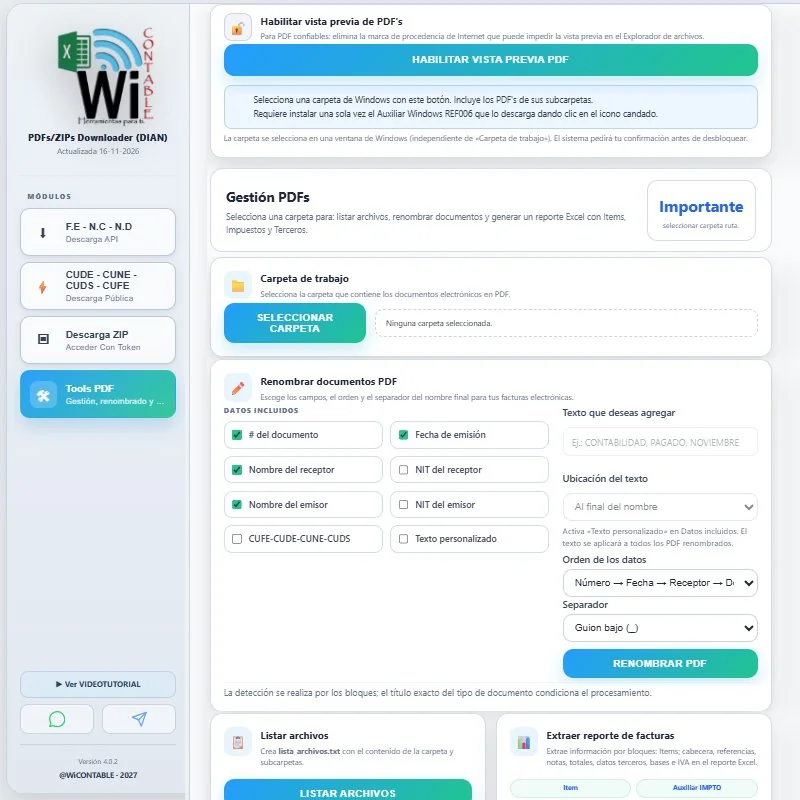 CONTABLE
Wi
Herramientas para ti.
PDFs/ZIPs Downloader (DIAN)
Actualizada 16-11-2026
MÓDULOS
F.E - N.C - N.D
Descarga API
CUDE - CUNE -
CUDS - CUFE
Descarga Pública
Descarga ZIP
Acceder Con Token
Tools PDF
Gestión, renombrado y ...
▶ Ver VIDEOTUTORIAL
Versión 4.0.2
@WiCONTABLE - 2027
Habilitar vista previa de PDF's
Para PDF confiables; elimina la marca de procedencia de Internet que puede impedir la vista previa en el Explorador de archivos.
HABILITAR VISTA PREVIA PDF
Selecciona una carpeta de Windows con este botón. Incluye los PDF's de sus subcarpetas.
Requiere instalar una sola vez el Auxiliar Windows REF006 que lo descarga dando clic en el ícono candado.
La carpeta se selecciona en una ventana de Windows (independiente de «Carpeta de trabajo»). El sistema pedirá tu confirmación antes de desbloquear.
Gestión PDFs
Selecciona una carpeta para: listar archivos, renombrar documentos y generar un reporte Excel con Items,
Impuestos y Terceros.
Importante
seleccionar carpeta ruta.
Carpeta de trabajo
Selecciona la carpeta que contiene los documentos electrónicos en PDF.
SELECCIONAR
CARPETA
Ninguna carpeta seleccionada.
Renombrar documentos PDF
Escoge los campos, el orden y el separador del nombre final para tus facturas electrónicas.
DATOS INCLUIDOS
# del documento
Fecha de emisión
Nombre del receptor
NIT del receptor
Nombre del emisor
NIT del emisor
CUFE-CUDE-CUNE-CUDS
Texto personalizado
Texto que deseas agregar
Ej.: CONTABILIDAD, PAGADO, NOVIEMBRE
Ubicación del texto
Al final del nombre
Activa «Texto personalizado» en Datos incluidos. El
texto se aplicará a todos los PDF renombrados.
Orden de los datos
Número → Fecha → Receptor → D
Separador
Guion bajo (_)
RENOMBRAR PDF
La detección se realiza por los bloques; el título exacto del tipo de documento condiciona el procesamiento.
Listar archivos
Crea lista_archivos.txt con el contenido de la carpeta y
subcarpetas.
LISTAR ARCHIVOS
Extraer reporte de facturas
Extrae información por bloques: Items; cabecera, referencias,
notas, totales, datos terceros, bases e IVA en el reporte Excel.
Item
Auxiliar IMPTO